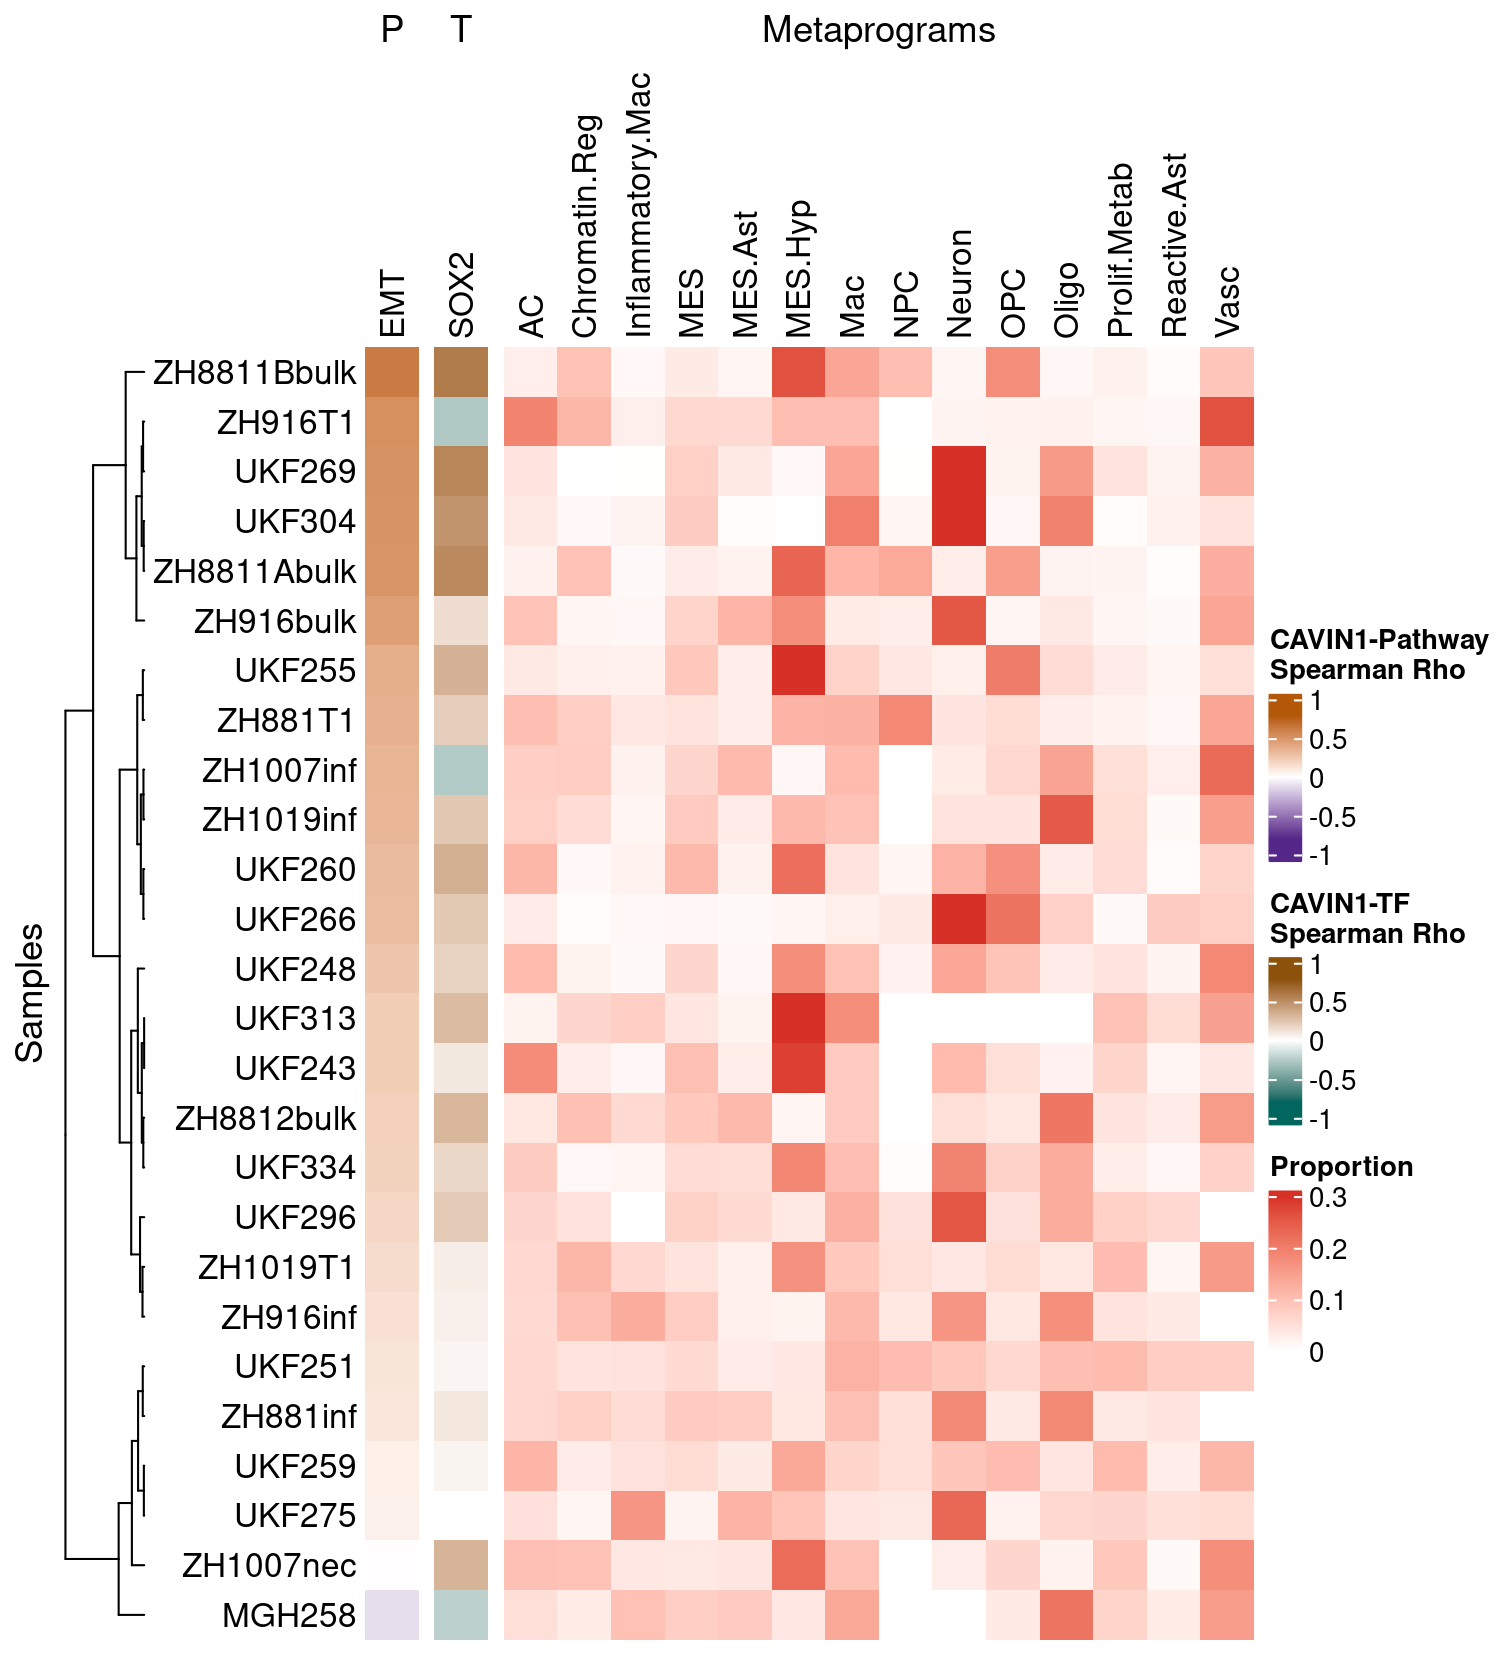 P T Metaprograms
EMT
SOX2
AC
Chromatin.Reg
Inflammatory.Mac
MES
MES.Ast
MES.Hyp
Mac
NPC
Neuron
OPC
Oligo
Prolif.Metab
Reactive.Ast
Vasc
Samples
ZH8811Bbulk
ZH916T1
UKF269
UKF304
ZH8811Abulk
ZH916bulk
UKF255
ZH881T1
ZH1007inf
ZH1019inf
UKF260
UKF266
UKF248
UKF313
UKF243
ZH8812bulk
UKF334
UKF296
ZH1019T1
ZH916inf
UKF251
ZH881inf
UKF259
UKF275
ZH1007nec
MGH258
CAVIN1-Pathway
Spearman Rho
1
0.5
0
-0.5
-1
CAVIN1-TF
Spearman Rho
1
0.5
0
-0.5
-1
Proportion
0.3
0.2
0.1
0